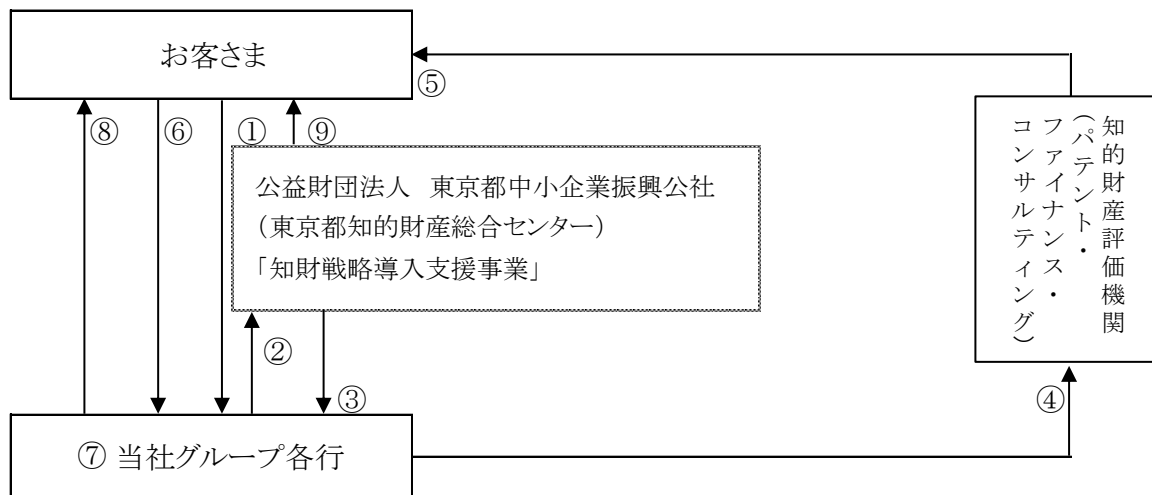 お客さま
⑤
⑧
⑥
①
⑨
公益財団法人 東京都中小企業振興公社
（東京都知的財産総合センター）
「知財戦略導入支援事業」
知的財産評価機関
（パテント・
ファイナンス・
コンサルティング）
②
③
④
⑦ 当社グループ各行